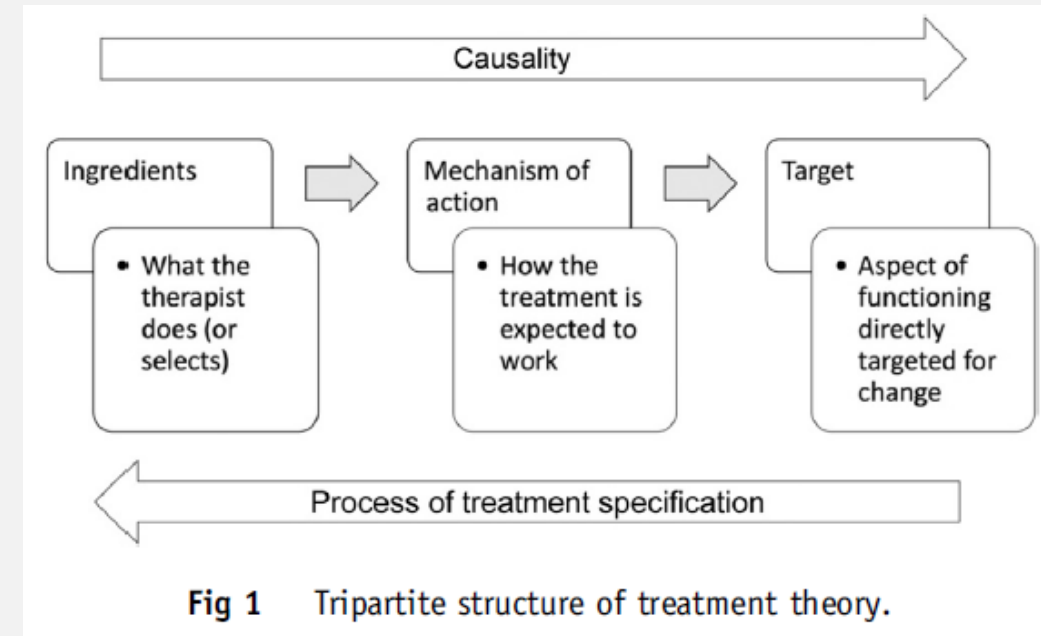 Causality
Ingredients
• What the
therapist
does (or
selects)
Mechanism of
action
• How the
treatment is
expected to
work
Target
• Aspect of
functioning
directly
targeted for
change
Process of treatment specification
Fig 1 Tripartite structure of treatment theory.